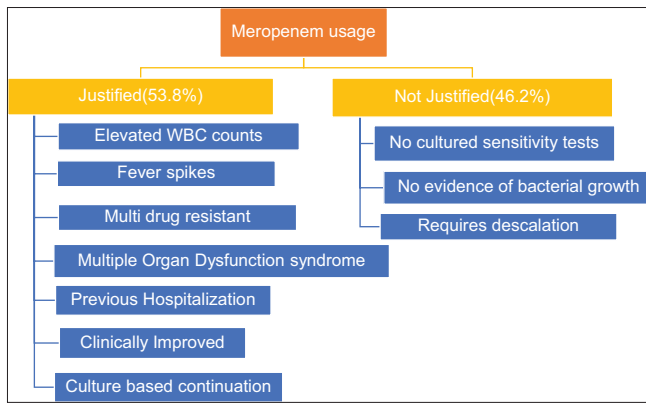 Meropenem usage
Justified(53.8%)
Elevated WBC counts
Fever spikes
Multi drug resistant
Multiple Organ Dysfunction syndrome
Previous Hospitalization
Clinically Improved
Culture based continuation
Not Justified(46.2%)
No cultured sensitivity tests
No evidence of bacterial growth
Requires descalation